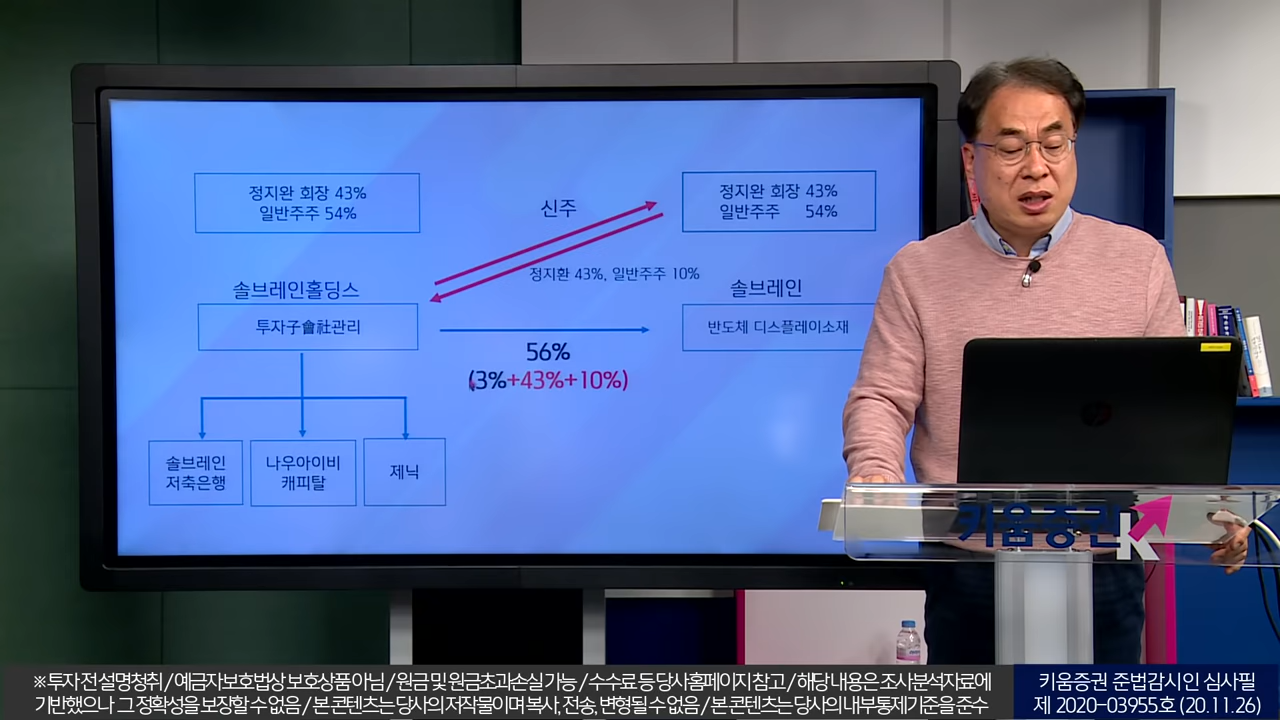 정지완 회장 43%
일반주주 54%
신주
정지완 회장 43%
일반주주 54%
정지환 43%, 일반주주 10%
솔브레인홀딩스
솔브레인
투자子會社관리
반도체 디스플레이소재
56%
(3%+43%+10%)
솔브레인
저축은행
나우아이비
캐피탈
제닉
키움증권K
※ 투자 전 설명청취 / 예금자보호법상 보호상품 아님 / 원금 및 원금초과손실 가능 / 수수료 등 당사홈페이지 참고 / 해당 내용은 조사분석자료에
기반했으나 그 정확성을 보장할 수 없음 / 본 콘텐츠는 당사의 저작물이며 복사, 전송, 변형될 수 없음 / 본 콘텐츠는 당사의 내부통제기준을 준수
키움증권 준법감시인 심사필
제 2020-03955호 (20.11.26)